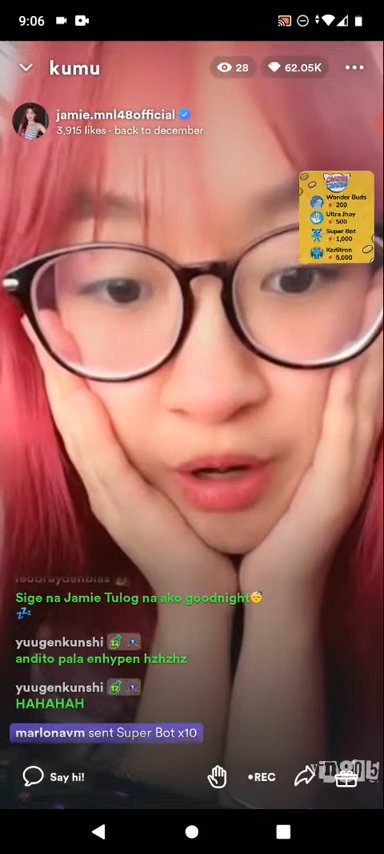 9:06
kumu
28
62.05K
jamie.mnl48official
3,915 likes · back to december
Wonder Buds
200
Ultra Jhoy
500
Super Bot
1,000
Karlitron
5,000
Sige na Jamie Tulog na ako goodnight😴
💤
yuugenkunshi
andito pala enhypen hzhzhz
yuugenkunshi
HAHAHAH
marlonavm sent Super Bot x10
Say hi!
•REC